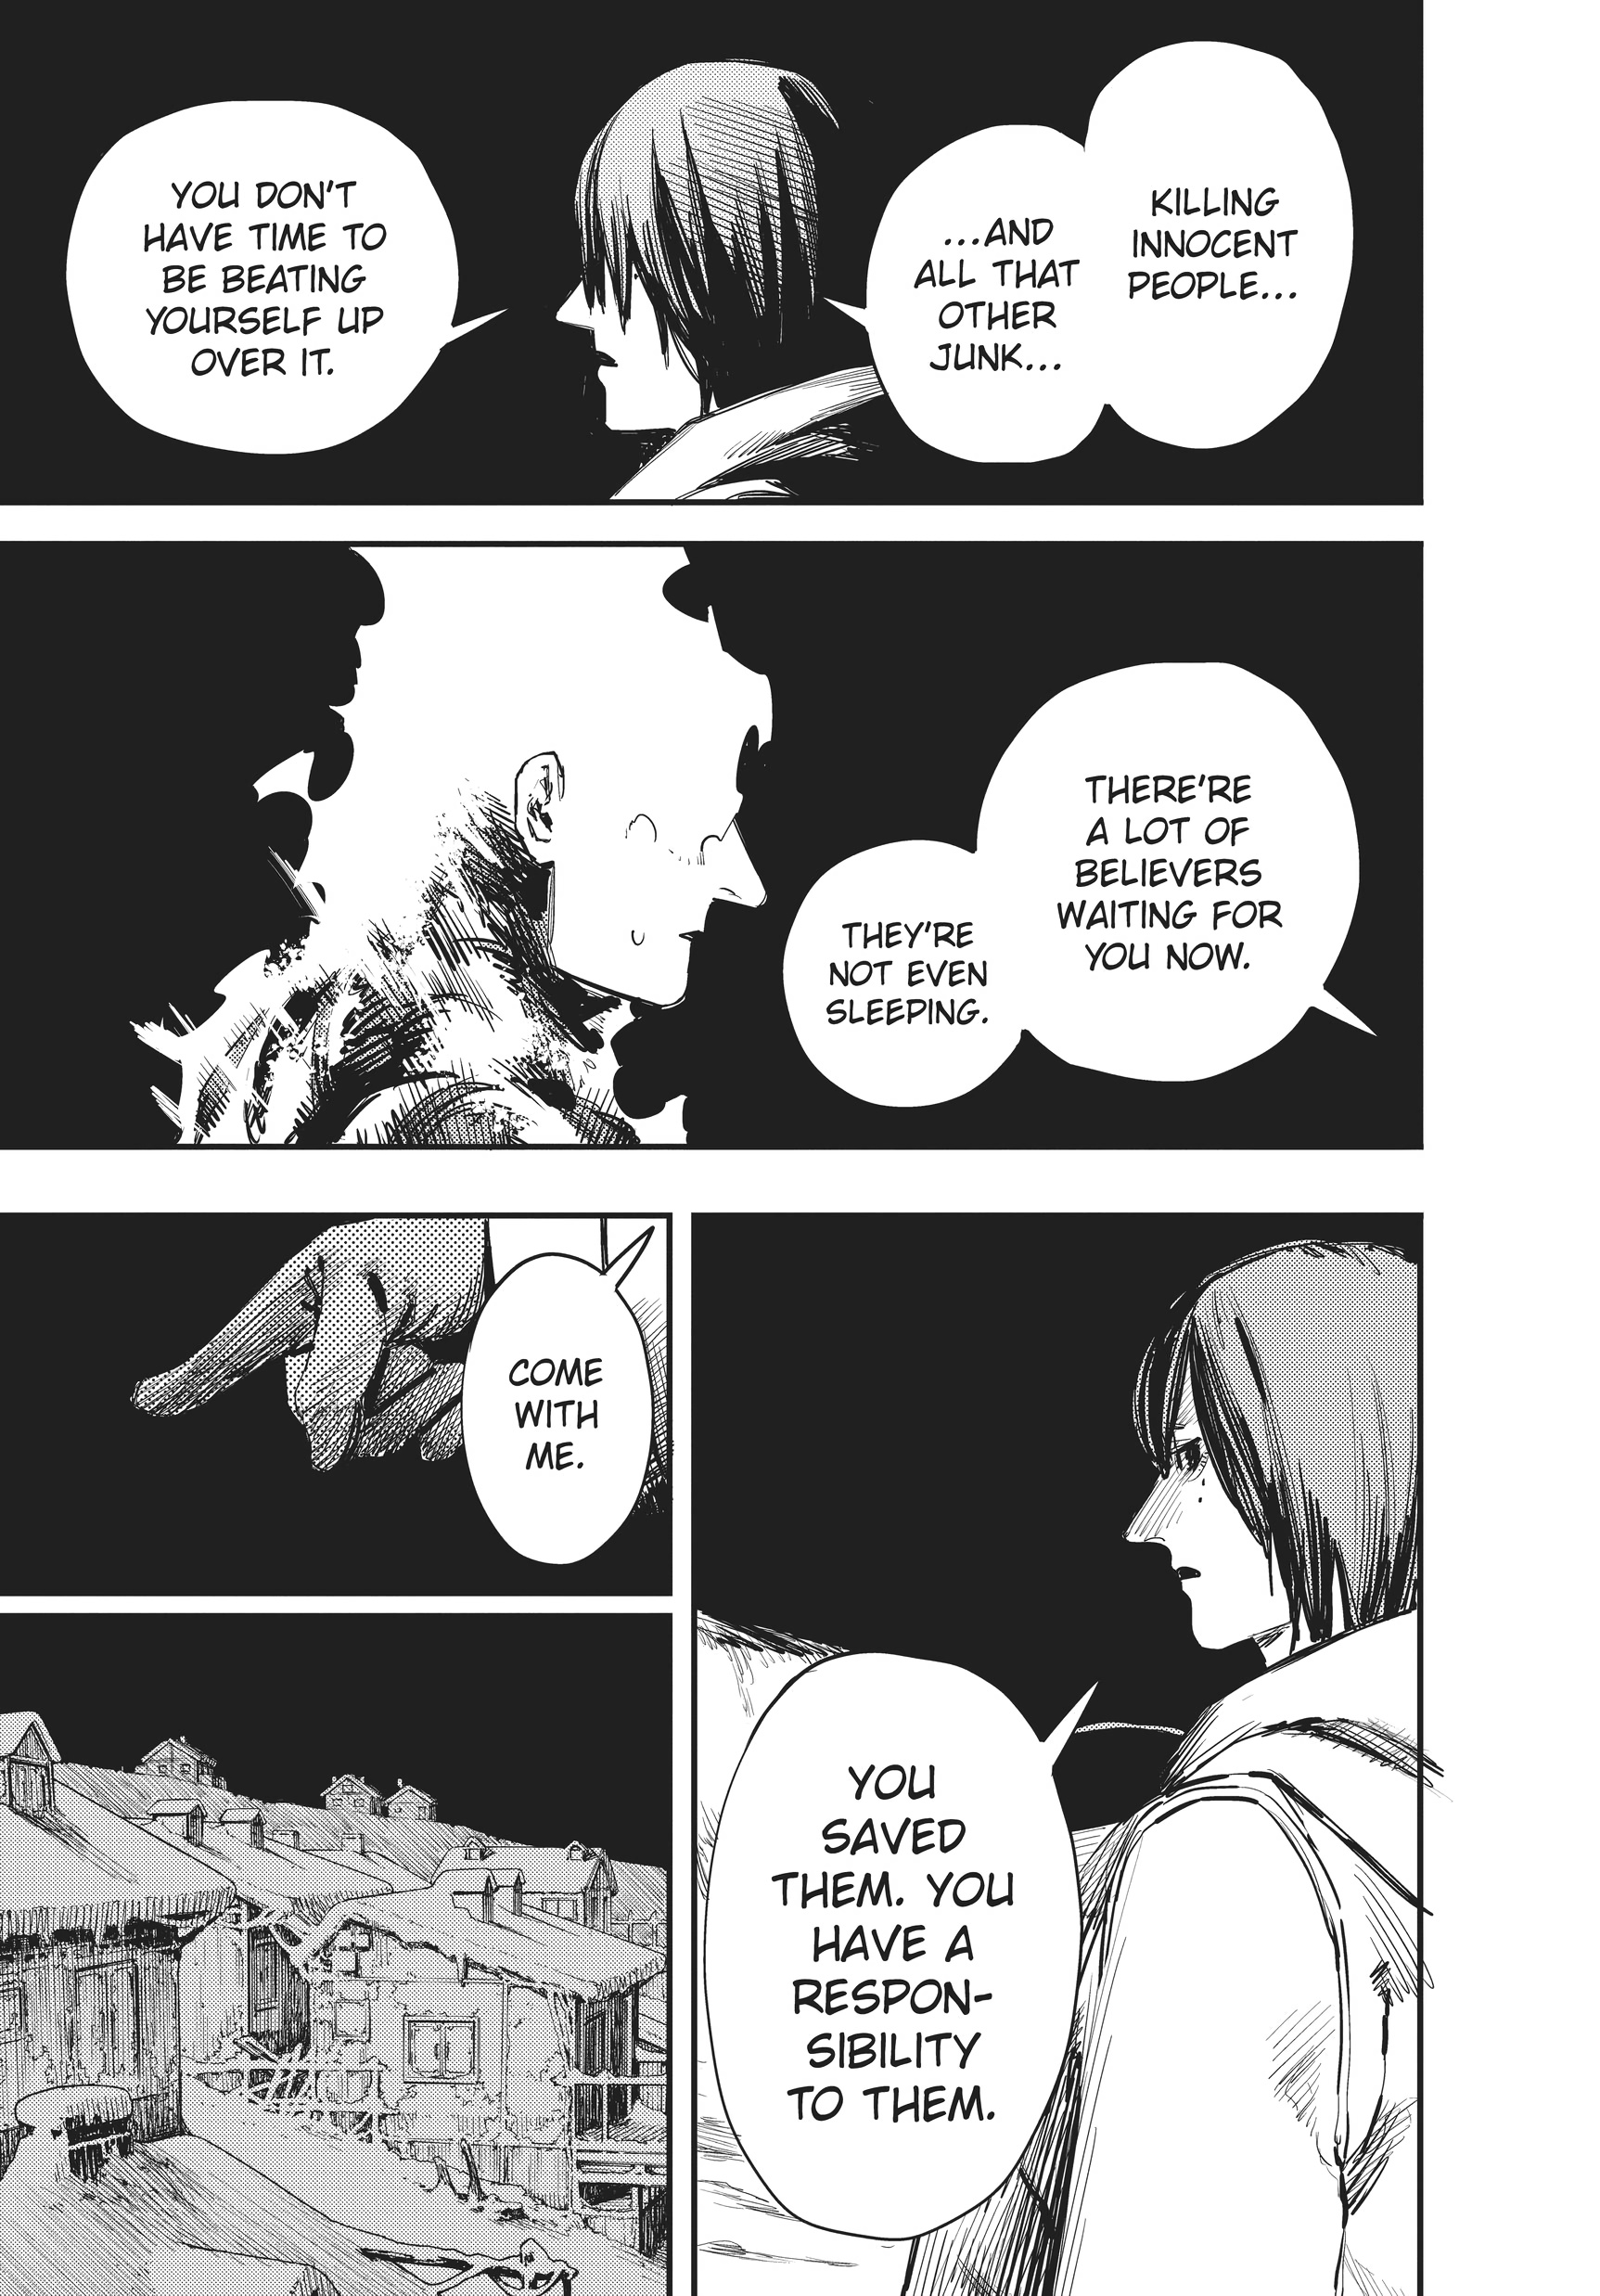 KILLING
INNOCENT
PEOPLE...
...AND
ALL THAT
OTHER
JUNK...
YOU DON'T
HAVE TIME TO
BE BEATING
YOURSELF UP
OVER IT.
THERE'RE
A LOT OF
BELIEVERS
WAITING FOR
YOU NOW.
THEY'RE
NOT EVEN
SLEEPING.
YOU
SAVED
THEM. YOU
HAVE A
RESPON-
SIBILITY
TO THEM.
COME
WITH
ME.